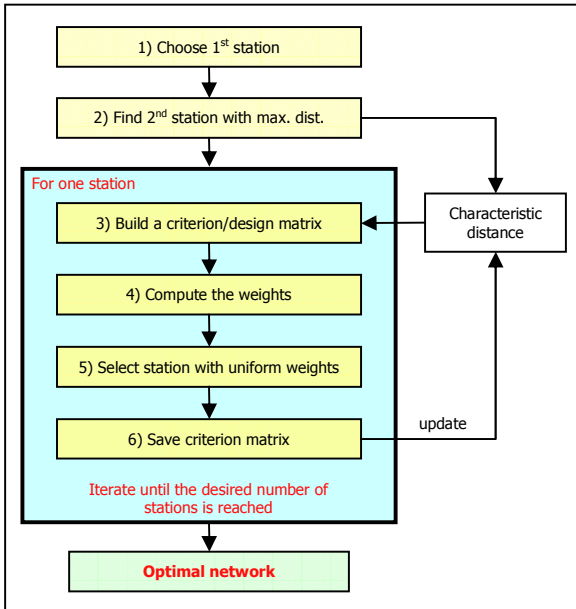 1) Choose 1st station
2) Find 2nd station with max. dist.
For one station
3) Build a criterion/design matrix
Characteristic
distance
4) Compute the weights
5) Select station with uniform weights
6) Save criterion matrix
update
Iterate until the desired number of
stations is reached
Optimal network